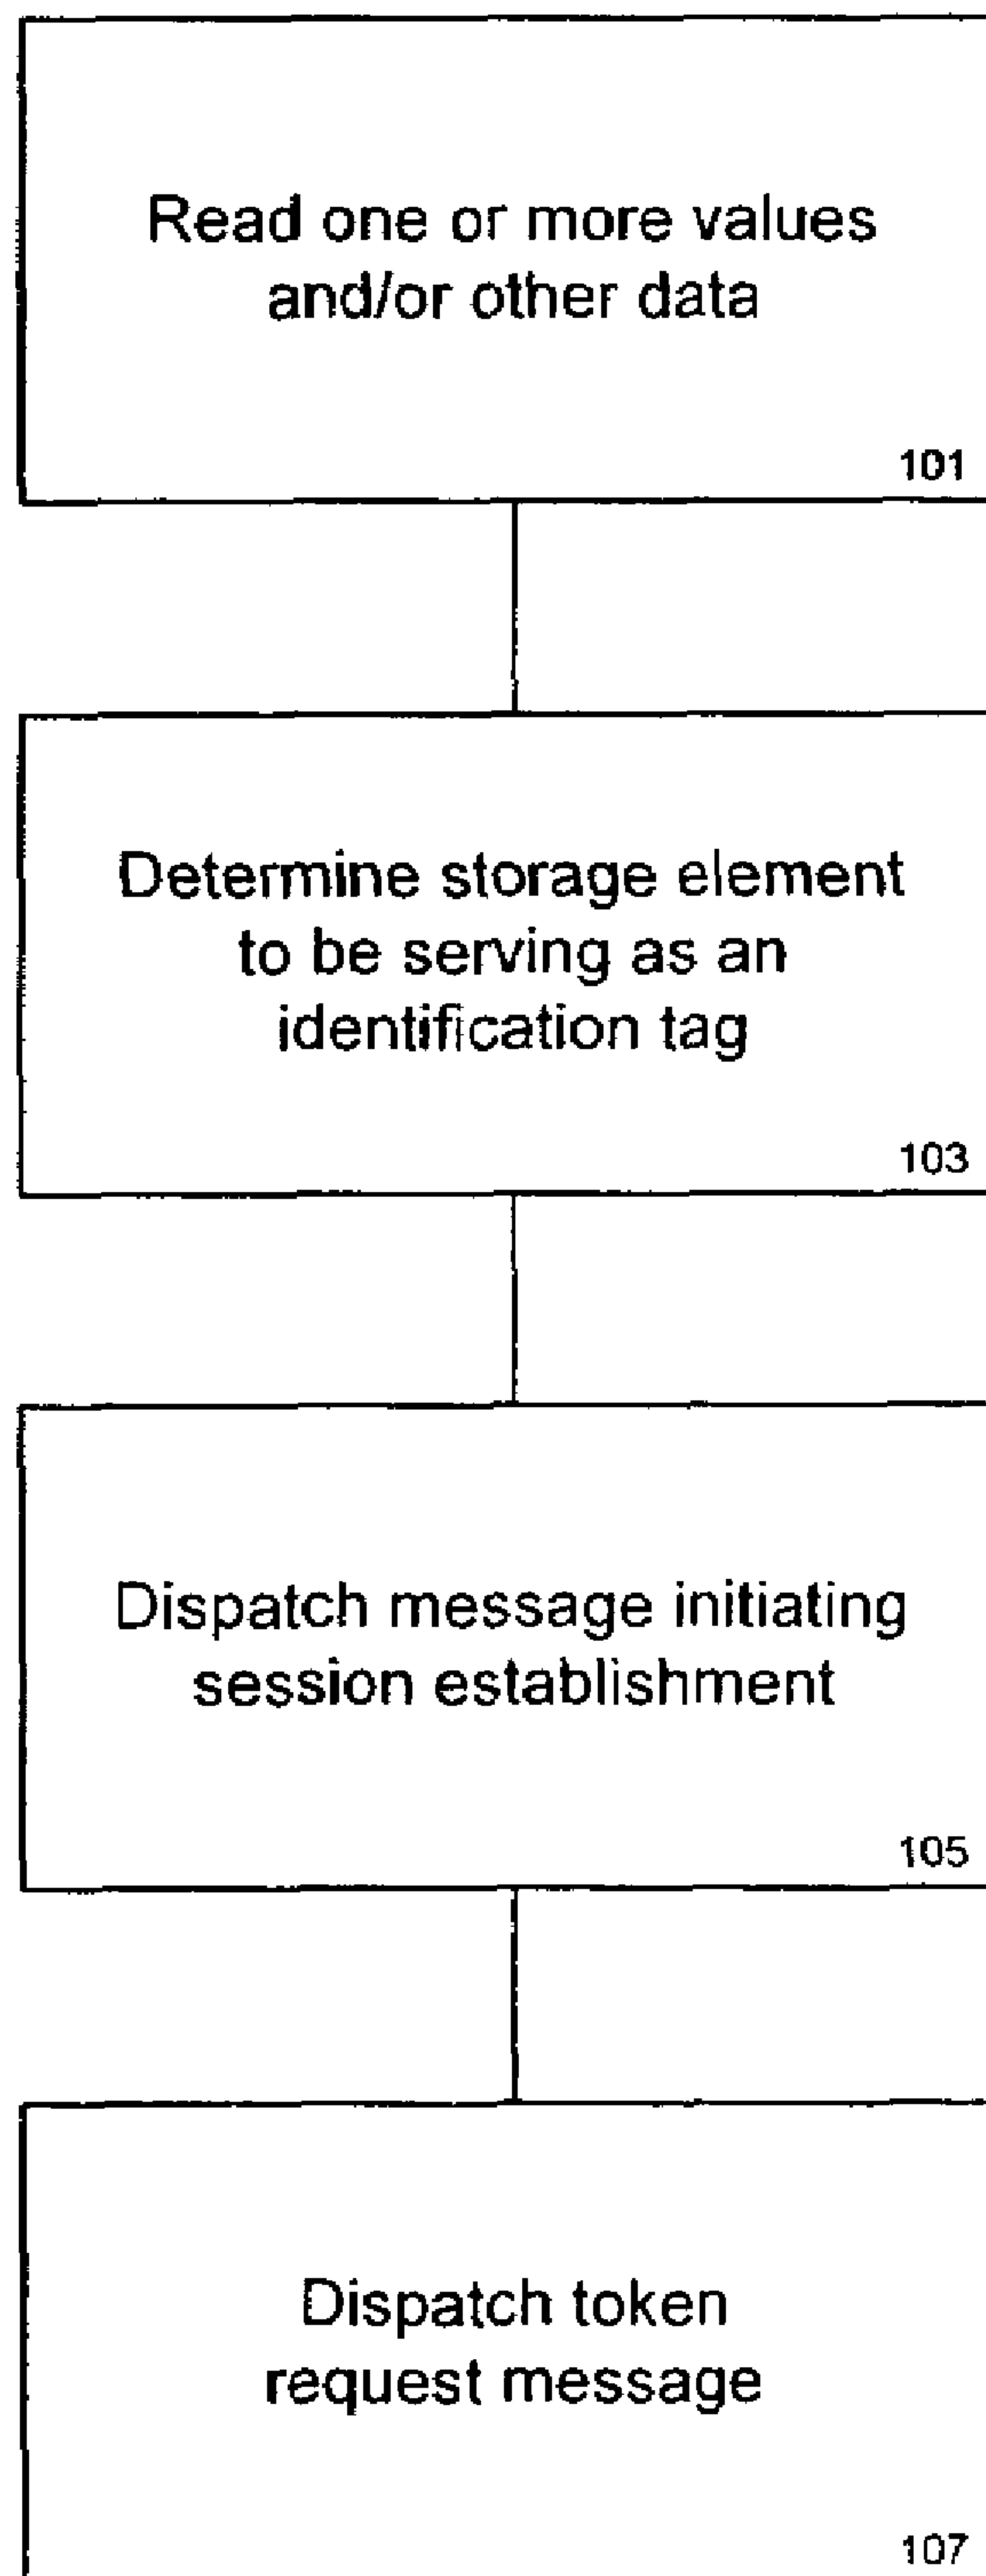 Read one or more values
and/or other data
101
Determine storage element
to be serving as an
identification tag
103
Dispatch message initiating
session establishment
105
Dispatch token
request message
107